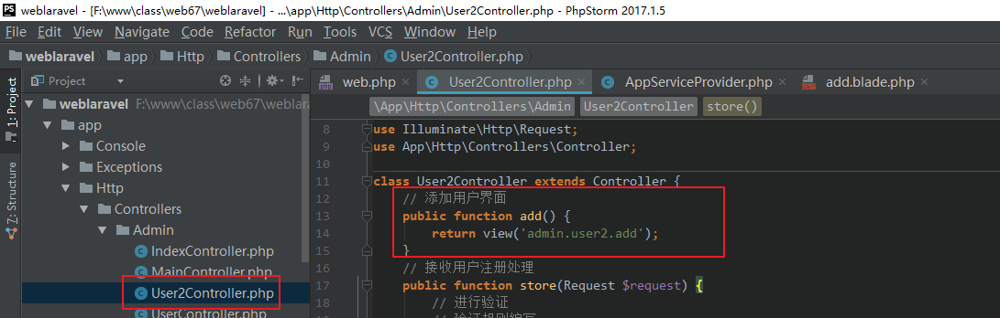 weblaravel - [F:\www\class\web67\weblaravel] - ...\app\Http\Controllers\Admin\User2Controller.php - PhpStorm 2017.1.5
File Edit View Navigate Code Refactor Run Tools VCS Window Help
weblaravel app Http Controllers Admin User2Controller.php
1: Project
7: Structure
Project
weblaravel F:\www\class\web67\weblara
app
Console
Exceptions
Http
Controllers
Admin
IndexController.php
MainController.php
User2Controller.php
UserController.php
web.php User2Controller.php AppServiceProvider.php add.blade.php
\App\Http\Controllers\Admin User2Controller store()
8 use Illuminate\Http\Request;
9 use App\Http\Controllers\Controller;
10
11 class User2Controller extends Controller {
12 // 添加用户界面
13 public function add() {
14 return view('admin.user2.add');
15 }
16 // 接收用户注册处理
17 public function store(Request $request) {
18 // 进行验证
// 验证规则编写